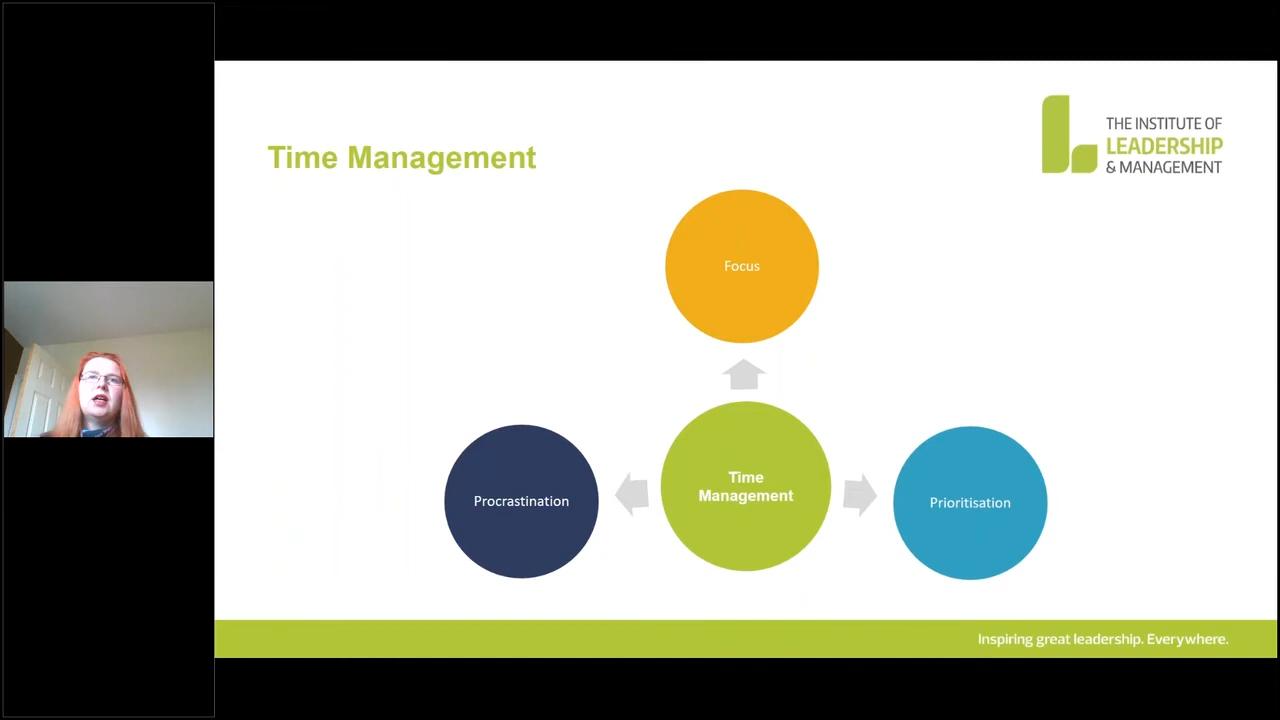 Time Management
THE INSTITUTE OF
LEADERSHIP
& MANAGEMENT
Focus
Procrastination
Time
Management
Prioritisation
Inspiring great leadership. Everywhere.